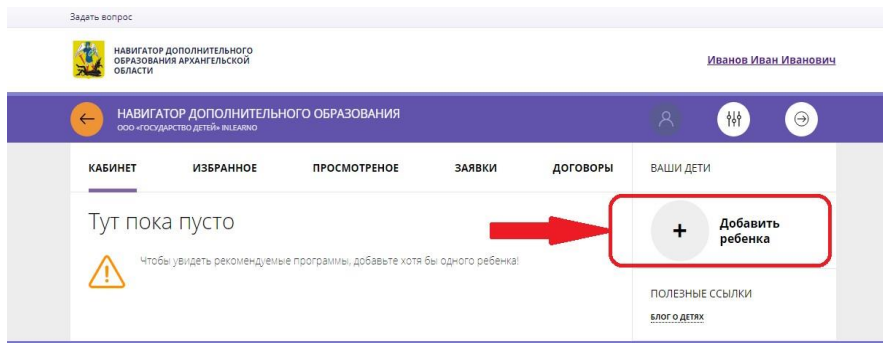 Задать вопрос
НАВИГАТОР ДОПОЛНИТЕЛЬНОГО
ОБРАЗОВАНИЯ АРХАНГЕЛЬСКОЙ
ОБЛАСТИ
Иванов Иван Иванович
НАВИГАТОР ДОПОЛНИТЕЛЬНОГО ОБРАЗОВАНИЯ
ООО «ГОСУДАРСТВО ДЕТЕЙ» INLEARNO
КАБИНЕТ ИЗБРАННОЕ ПРОСМОТРЕНОЕ ЗАЯВКИ ДОГОВОРЫ
ВАШИ ДЕТИ
Тут пока пусто
Чтобы увидеть рекомендуемые программы, добавьте хотя бы одного ребенка!
+
Добавить
ребенка
ПОЛЕЗНЫЕ ССЫЛКИ
БЛОГ О ДЕТЯХ